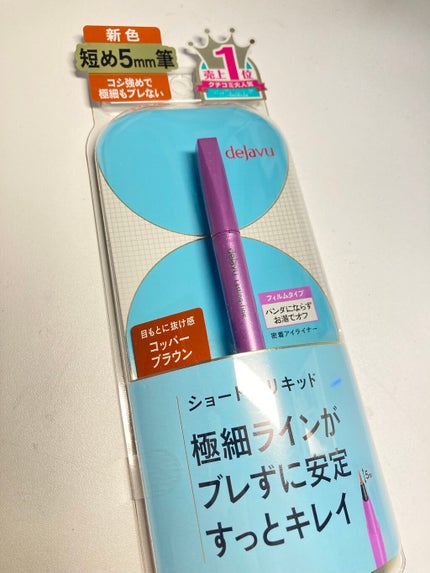 新色
短め5mm筆
コシ強めで
極細もブレない
1
売上 位
クチコミ大人気
dejavu
フィルムタイプ
パンダにならず
お湯でオフ
密着アイライナー
目もとに抜け感
コッパー
ブラウン
ショート リキッド
極細ラインが
ブレずに安定
すっとキレイ